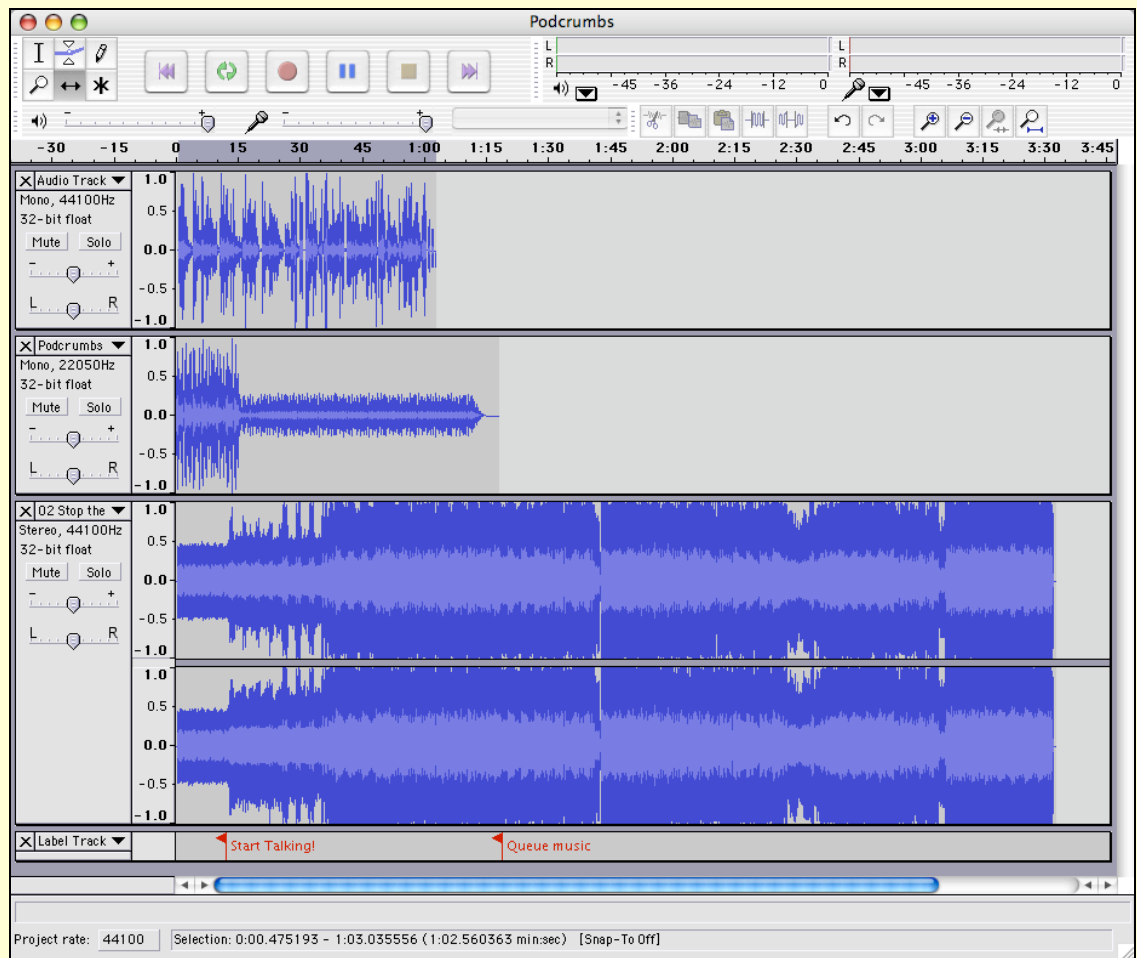 Podcrumbs
L
R
-45 -36 -24 -12 0
L
R
-45 -36 -24 -12 0
- +
- +
-30 -15 0 15 30 45 1:00 1:15 1:30 1:45 2:00 2:15 2:30 2:45 3:00 3:15 3:30 3:45
X Audio Track
Mono, 44100Hz
32-bit float
Mute Solo
- +
L R
1.0
0.5
0.0
-0.5
-1.0
X Podcrumbs
Mono, 22050Hz
32-bit float
Mute Solo
- +
L R
1.0
0.5
0.0
-0.5
-1.0
X 02 Stop the
Stereo, 44100Hz
32-bit float
Mute Solo
- +
L R
1.0
0.5
0.0
-0.5
-1.0
1.0
0.5
0.0
-0.5
-1.0
X Label Track
Start Talking!
Queue music
Project rate: 44100
Selection: 0:00.475193 - 1:03.035556 (1:02.560363 min:sec) [Snap-To Off]